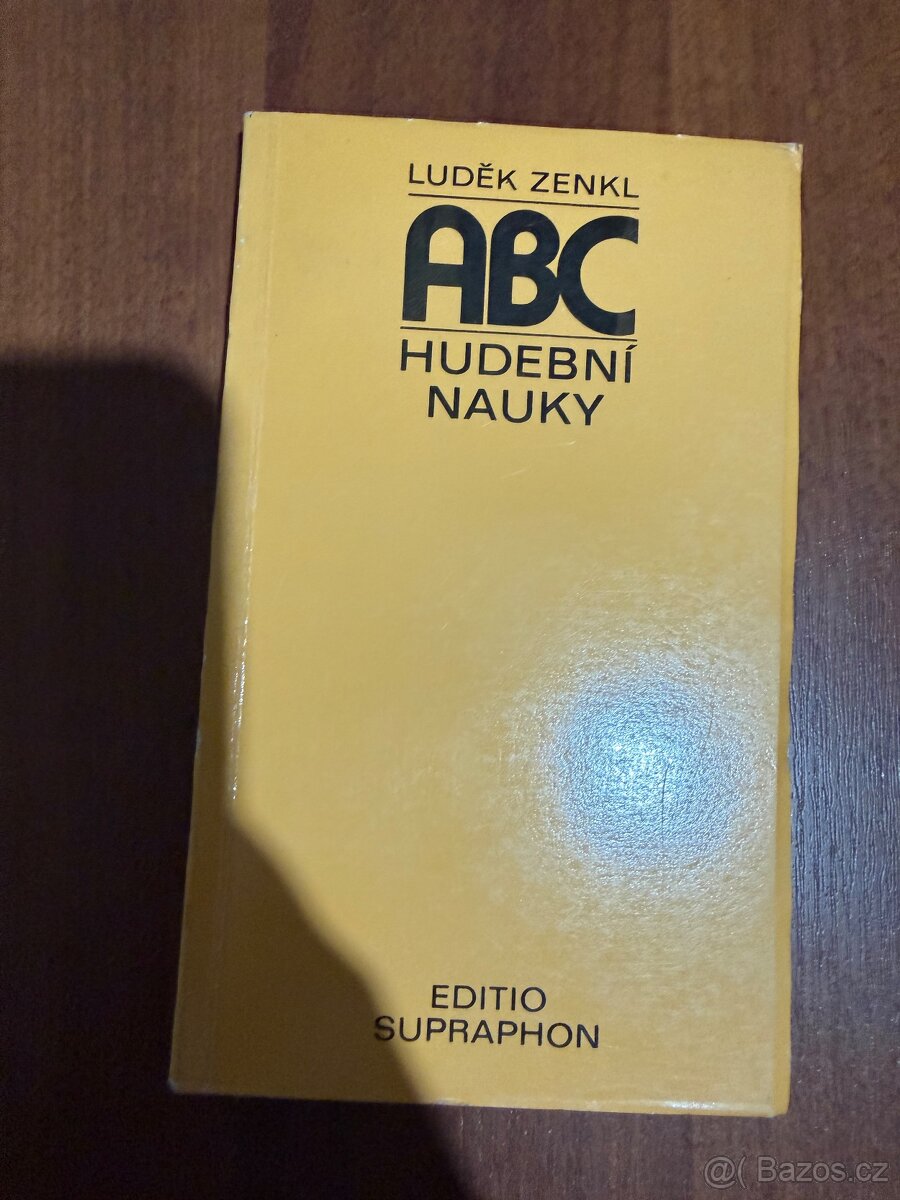 LUDĚK ZENKL
ABC
HUDEBNÍ
NAUKY
EDITIO
SUPRAPHON
@( Bazos.cz